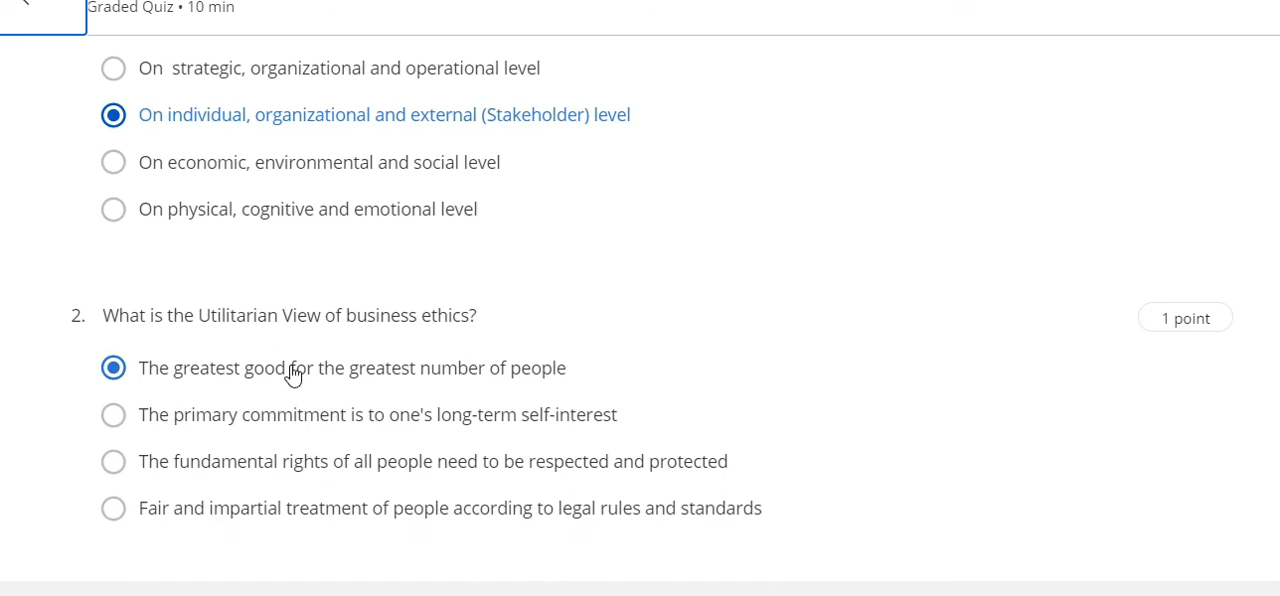 Graded Quiz • 10 min
On strategic, organizational and operational level
On individual, organizational and external (Stakeholder) level
On economic, environmental and social level
On physical, cognitive and emotional level
2. What is the Utilitarian View of business ethics?
1 point
The greatest good for the greatest number of people
The primary commitment is to one's long-term self-interest
The fundamental rights of all people need to be respected and protected
Fair and impartial treatment of people according to legal rules and standards